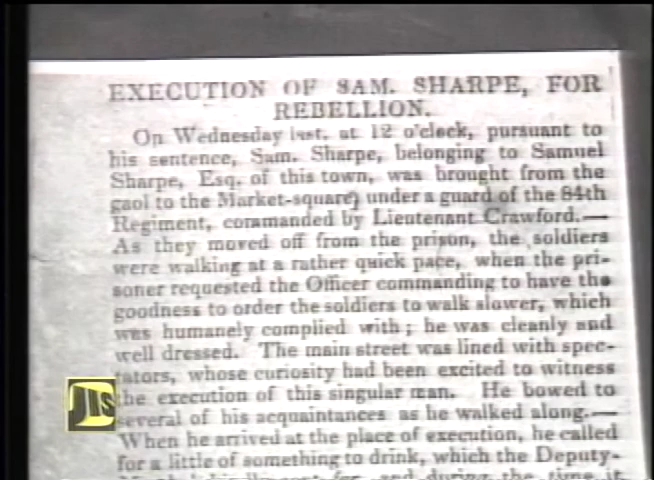 EXECUTION OF SAM. SHARPE, FOR
REBELLION.
On Wednesday last, at 12 o'clock, pursuant to
his sentence, Sam. Sharpe, belonging to Samuel
Sharpe, Esq. of this town, was brought from the
gaol to the Market-square, under a guard of the 84th
Regiment, commanded by Lieutenant Crawford.—
As they moved off from the prison, the soldiers
were walking at a rather quick pace, when the pri-
soner requested the Officer commanding to have the
goodness to order the soldiers to walk slower, which
was humanely complied with; he was cleanly and
well dressed. The main street was lined with spec-
tators, whose curiosity had been excited to witness
the execution of this singular man. He bowed to
several of his acquaintances as he walked along.—
When he arrived at the place of execution, he called
for a little of something to drink, which the Deputy-
for, and during the time it
JIS